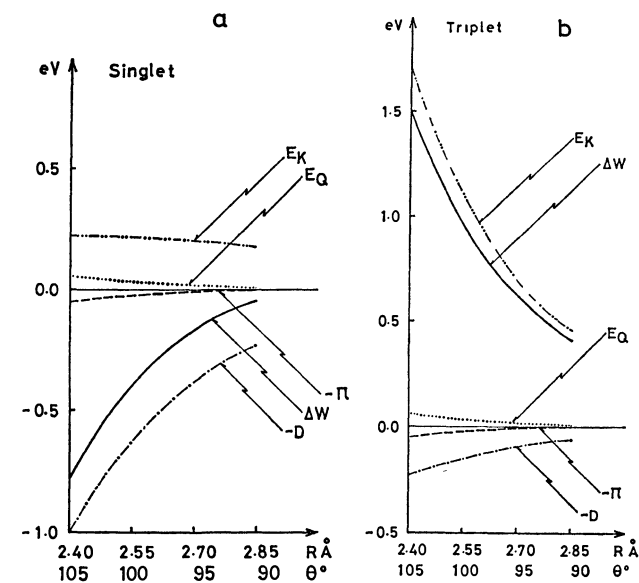 a
eV
Singlet
E_K
E_Q
0.5
0.0
-Π
ΔW
-0.5
-D
-1.0
2.40 2.55 2.70 2.85 R Å
105 100 95 90 θ°
b
eV
Triplet
1.5
E_K
ΔW
1.0
0.5
E_Q
0.0
-Π
-D
-0.5
2.40 2.55 2.70 2.85 R Å
105 100 95 90 θ°